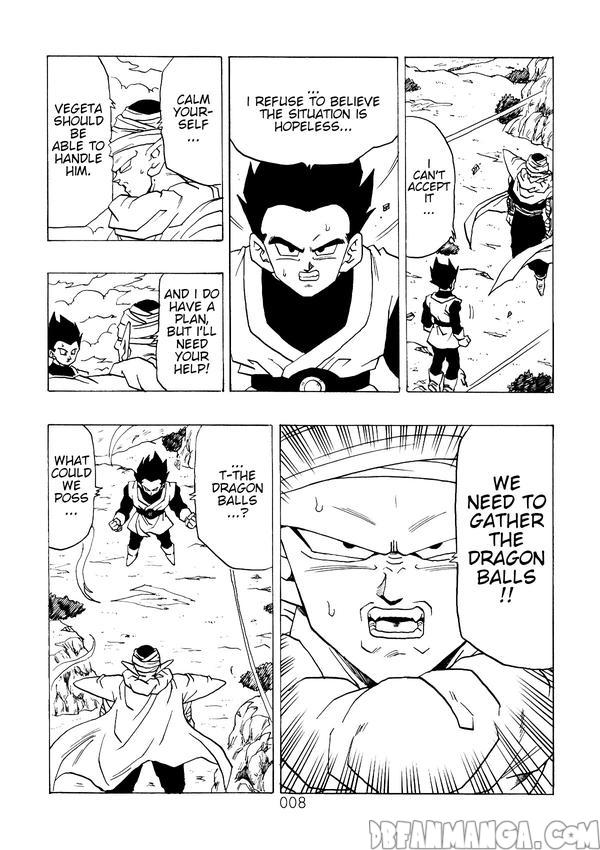 I
CAN'T
ACCEPT
IT
...
...
I REFUSE TO BELIEVE
THE SITUATION IS
HOPELESS...
CALM
YOUR-
SELF
...
VEGETA
SHOULD
BE
ABLE TO
HANDLE
HIM.
AND I DO
HAVE A
PLAN,
BUT I'LL
NEED
YOUR
HELP!
WE
NEED TO
GATHER
THE
DRAGON
BALLS
!!
...
T-THE
DRAGON
BALLS
...?
WHAT
COULD
WE
POSS
...
008
DBFANMANGA.COM